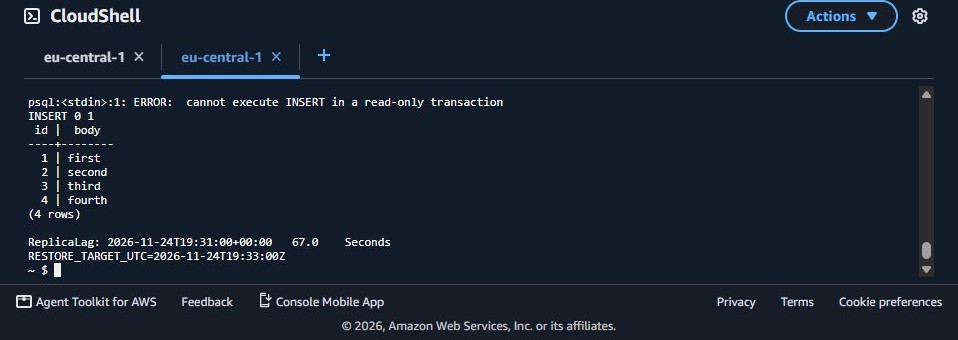 CloudShell
Actions
eu-central-1
eu-central-1
psql:<stdin>:1: ERROR:  cannot execute INSERT in a read-only transaction
INSERT 0 1
 id |  body
----+--------
  1 | first
  2 | second
  3 | third
  4 | fourth
(4 rows)
ReplicaLag: 2026-11-24T19:31:00+00:00   67.0    Seconds
RESTORE_TARGET_UTC=2026-11-24T19:33:00Z
~ $
Agent Toolkit for AWS Feedback Console Mobile App Privacy Terms Cookie preferences
© 2026, Amazon Web Services, Inc. or its affiliates.